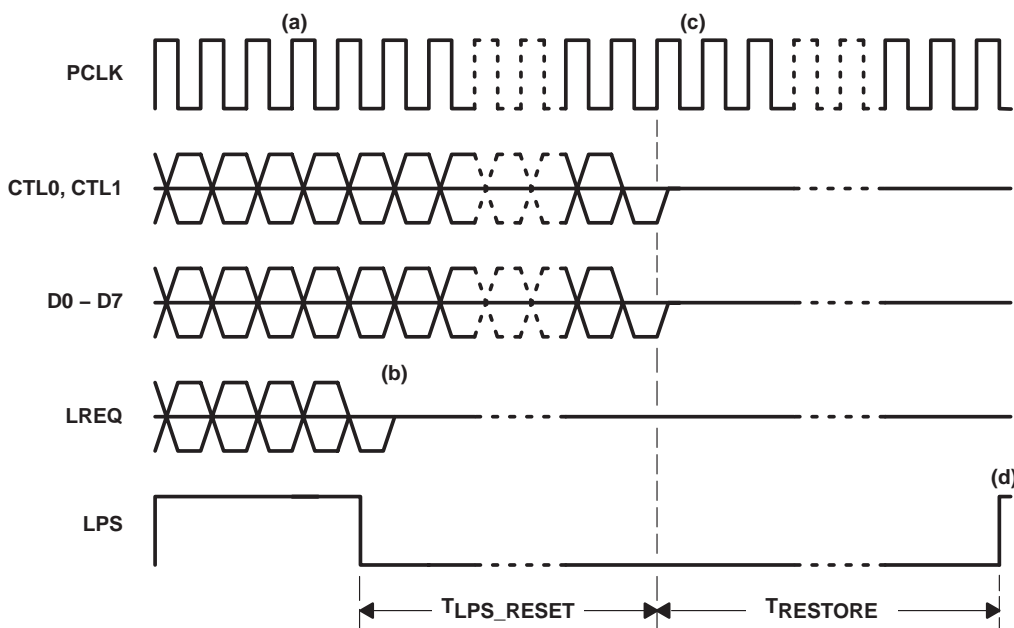 (a) (c)
PCLK
CTL0, CTL1
D0 – D7
(b)
LREQ
(d)
LPS
TLPS_RESET TRESTORE